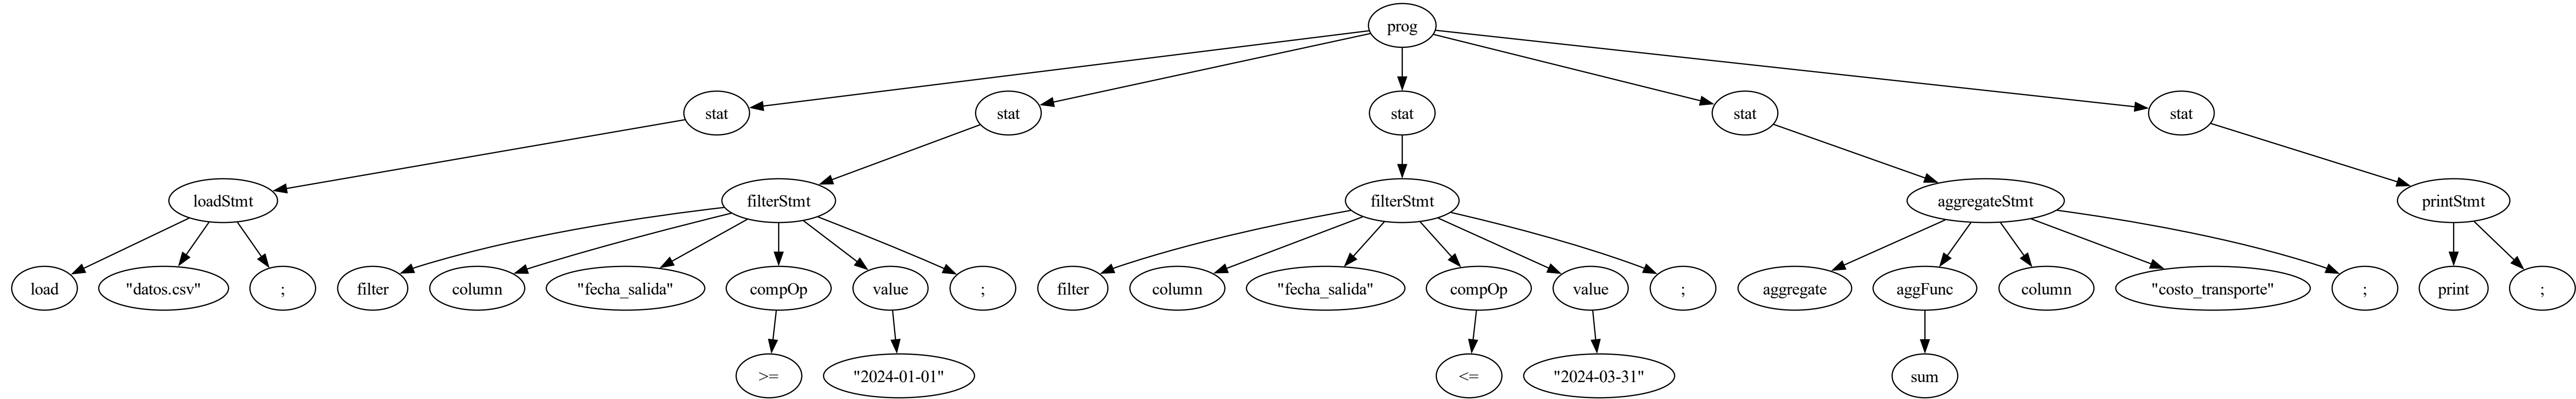 prog
stat stat stat stat stat
loadStmt filterStmt filterStmt aggregateStmt printStmt
load "datos.csv" ; filter column "fecha_salida" compOp value ; filter column "fecha_salida" compOp value ; aggregate aggFunc column "costo_transporte" ; print ;
>= "2024-01-01" <= "2024-03-31" sum